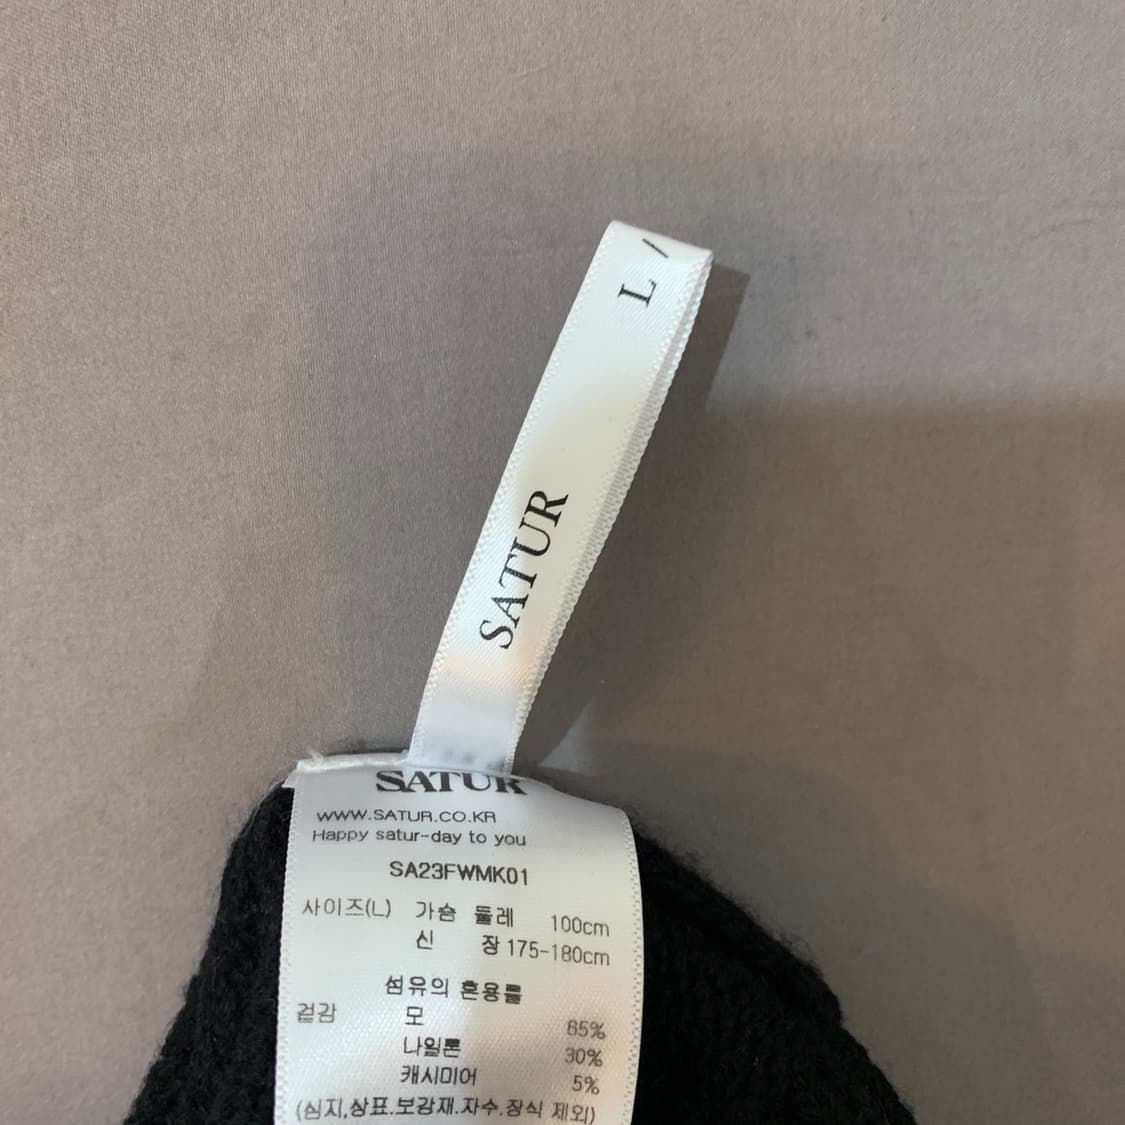 L /
SATUR
SATUR
WWW.SATUR.CO.KR
Happy satur-day to you
SA23FWMK01
사이즈(L) 가슴 둘레 100cm
신 장 175-180cm
섬유의 혼용률
겉감 모 65%
나일론 30%
캐시미어 5%
(심지,상표.보강재.자수.장식 제외)